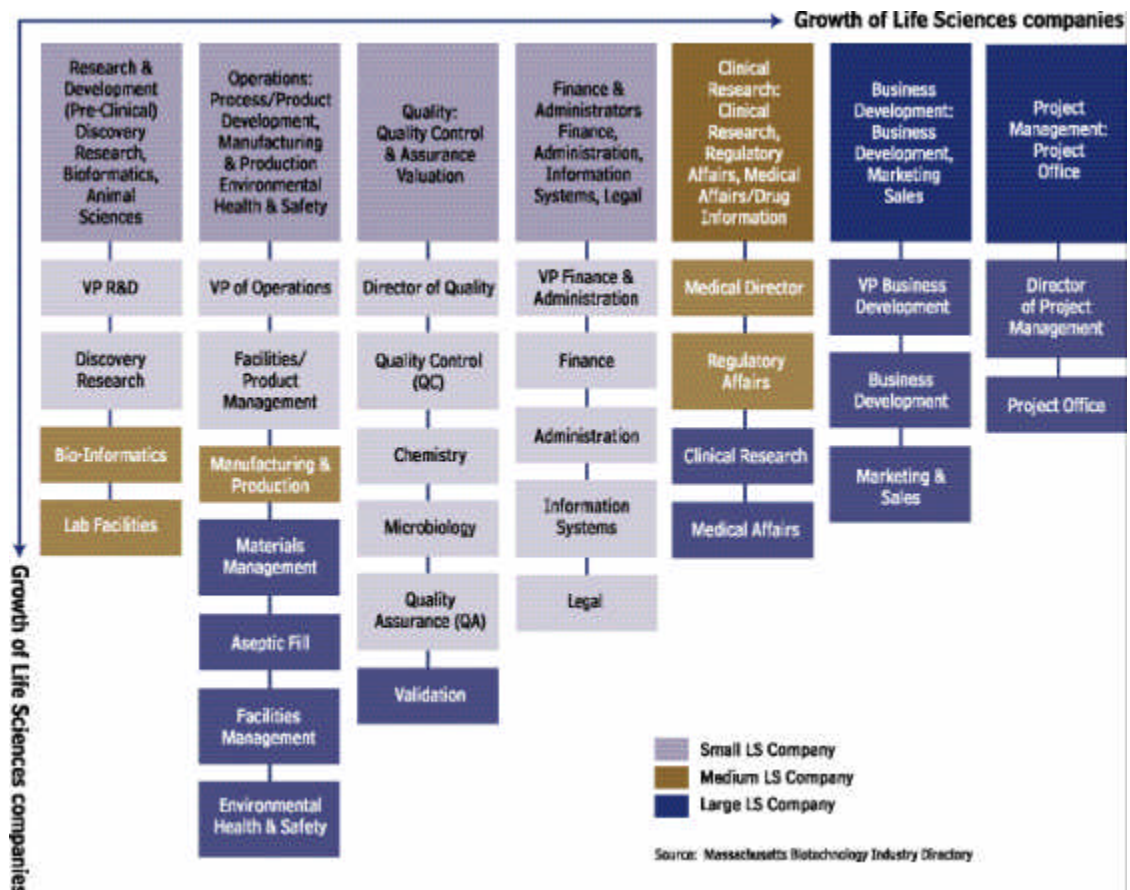 Growth of Life Sciences companies
Research &
Development
(Pre-Clinical)
Discovery
Research,
Bioformatics,
Animal
Sciences
VP R&D
Discovery
Research
Bio-Informatics
Lab Facilities
Operations:
Process/Product
Development,
Manufacturing
& Production
Environmental
Health & Safety
VP of Operations
Facilities/
Product
Management
Manufacturing &
Production
Materials
Management
Aseptic Fill
Facilities
Management
Environmental
Health & Safety
Quality:
Quality Control
& Assurance
Valuation
Director of Quality
Quality Control
(QC)
Chemistry
Microbiology
Quality
Assurance (QA)
Validation
Finance &
Administrators
Finance,
Administration,
Information
Systems, Legal
VP Finance &
Administration
Finance
Administration
Information
Systems
Legal
Clinical
Research:
Clinical
Research,
Regulatory
Affairs, Medical
Affairs/Drug
Information
Medical Director
Regulatory
Affairs
Clinical Research
Medical Affairs
Business
Development:
Business
Development,
Marketing
Sales
VP Business
Development
Business
Development
Marketing &
Sales
Project
Management:
Project
Office
Director
of Project
Management
Project Office
Growth of Life Sciences companies
Small LS Company
Medium LS Company
Large LS Company
Source: Massachusetts Biotechnology Industry Directory